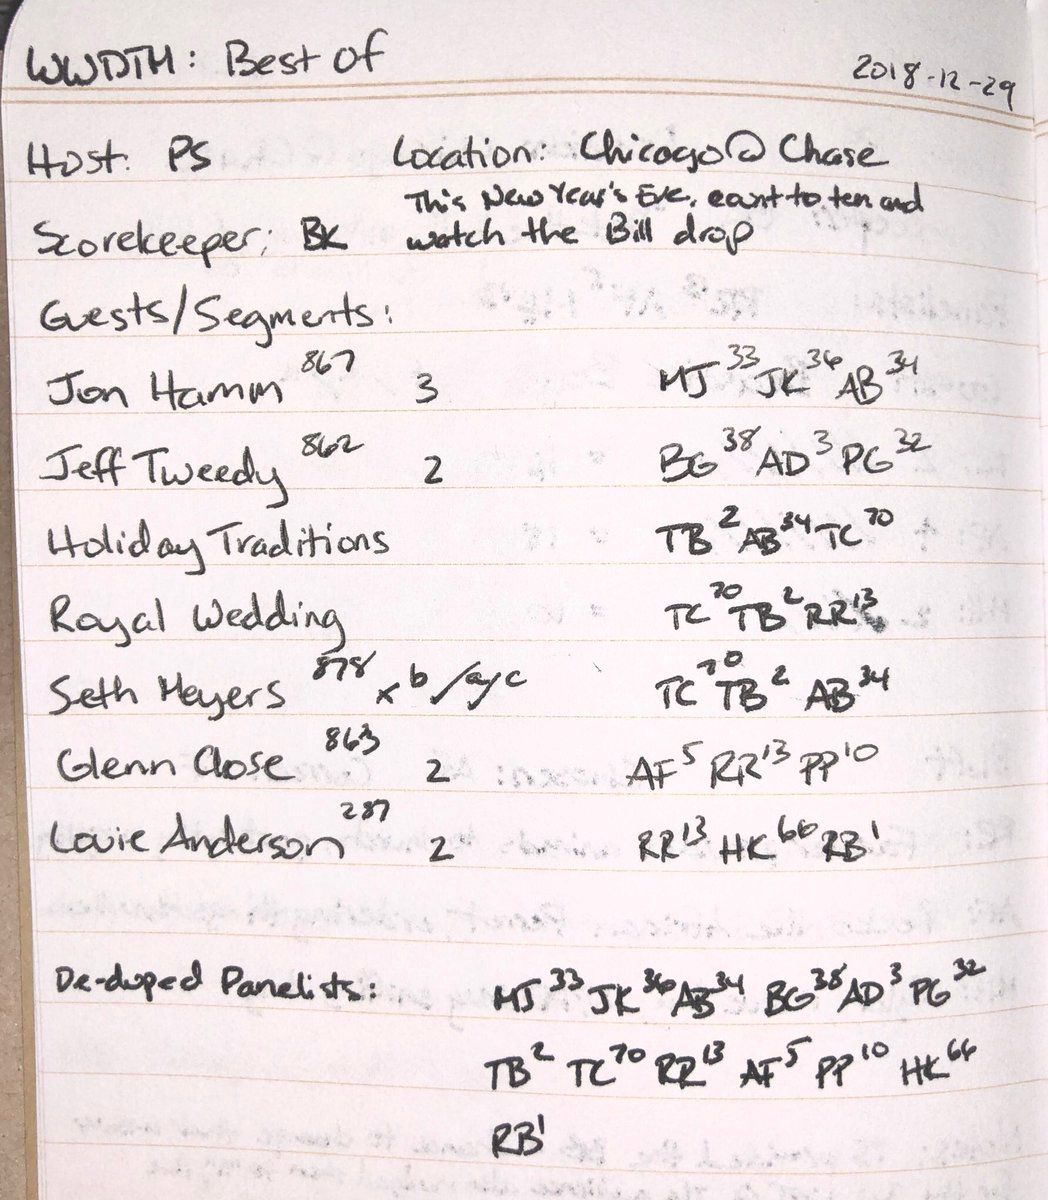 WWDTM: Best of 2018-12-29
Host: PS Location: Chicago @ Chase
This New Year's Eve, count to ten and
Scorekeeper: BK watch the Bill drop
Guests/Segments:
Jon Hamm 867 3 MJ 33 JK 36 AB 34
Jeff Tweedy 862 2 BG 38 AD 3 PG 32
Holiday Traditions TB 2 AB 34 TC 70
Royal Wedding TC 70 TB 2 RR 13
Seth Meyers 878 x b / a/c TC 70 TB 2 AB 34
Glenn Close 863 2 AF 5 RR 13 PP 10
Louie Anderson 287 2 RR 13 HK 66 RB 1
De-duped Panelists: MJ 33 JK 36 AB 34 BG 38 AD 3 PG 32
TB 2 TC 70 RR 13 AF 5 PP 10 HK 66
RB 1